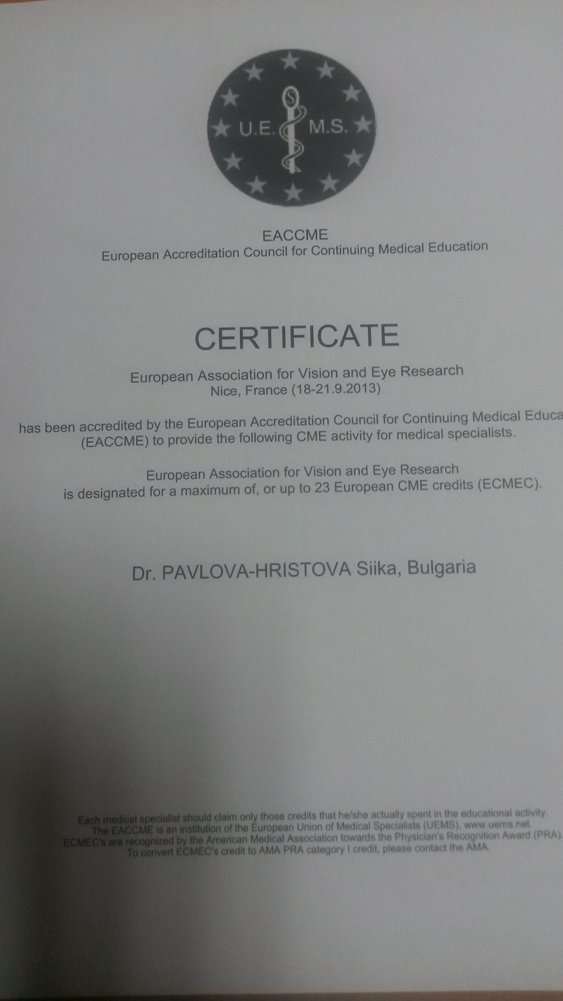 U.E. M.S.
EACCME
European Accreditation Council for Continuing Medical Education
CERTIFICATE
European Association for Vision and Eye Research
Nice, France (18-21.9.2013)
has been accredited by the European Accreditation Council for Continuing Medical Educa
(EACCME) to provide the following CME activity for medical specialists.
European Association for Vision and Eye Research
is designated for a maximum of, or up to 23 European CME credits (ECMEC).
Dr. PAVLOVA-HRISTOVA Siika, Bulgaria
Each medical specialist should claim only those credits that he/she actually spent in the educational activity.
The EACCME is an institution of the European Union of Medical Specialists (UEMS), www.uems.net
ECMEC's are recognized by the American Medical Association towards the Physician's Recognition Award (PRA).
To convert ECMEC's credit to AMA PRA category I credit, please contact the AMA.